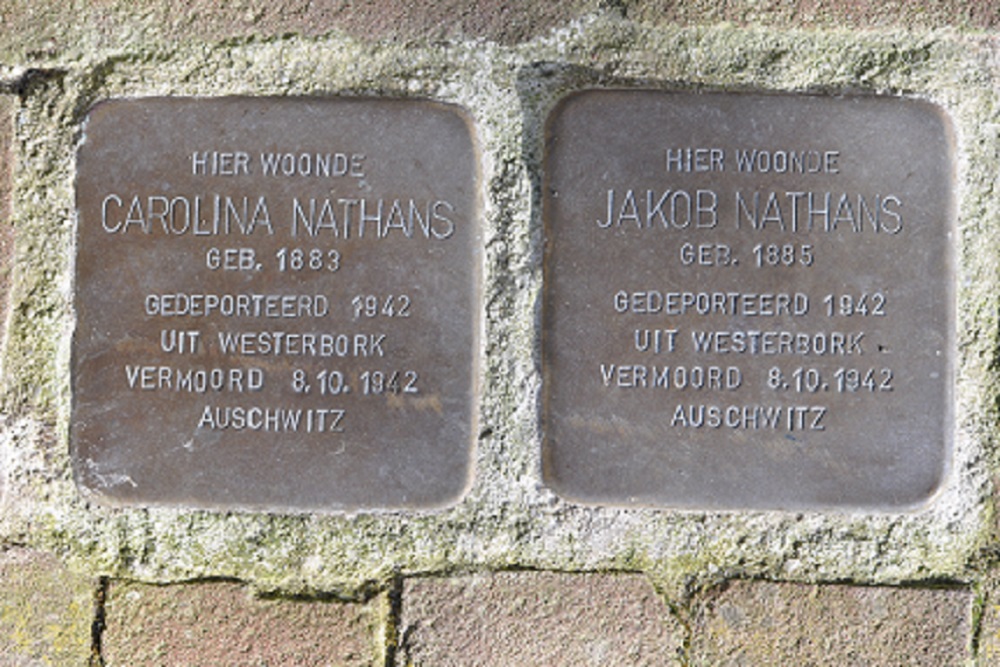 HIER WOONDE
CAROLINA NATHANS
GEB. 1883
GEDEPORTEERD 1942
UIT WESTERBORK
VERMOORD 8.10.1942
AUSCHWITZ
HIER WOONDE
JAKOB NATHANS
GEB. 1885
GEDEPORTEERD 1942
UIT WESTERBORK
VERMOORD 8.10.1942
AUSCHWITZ